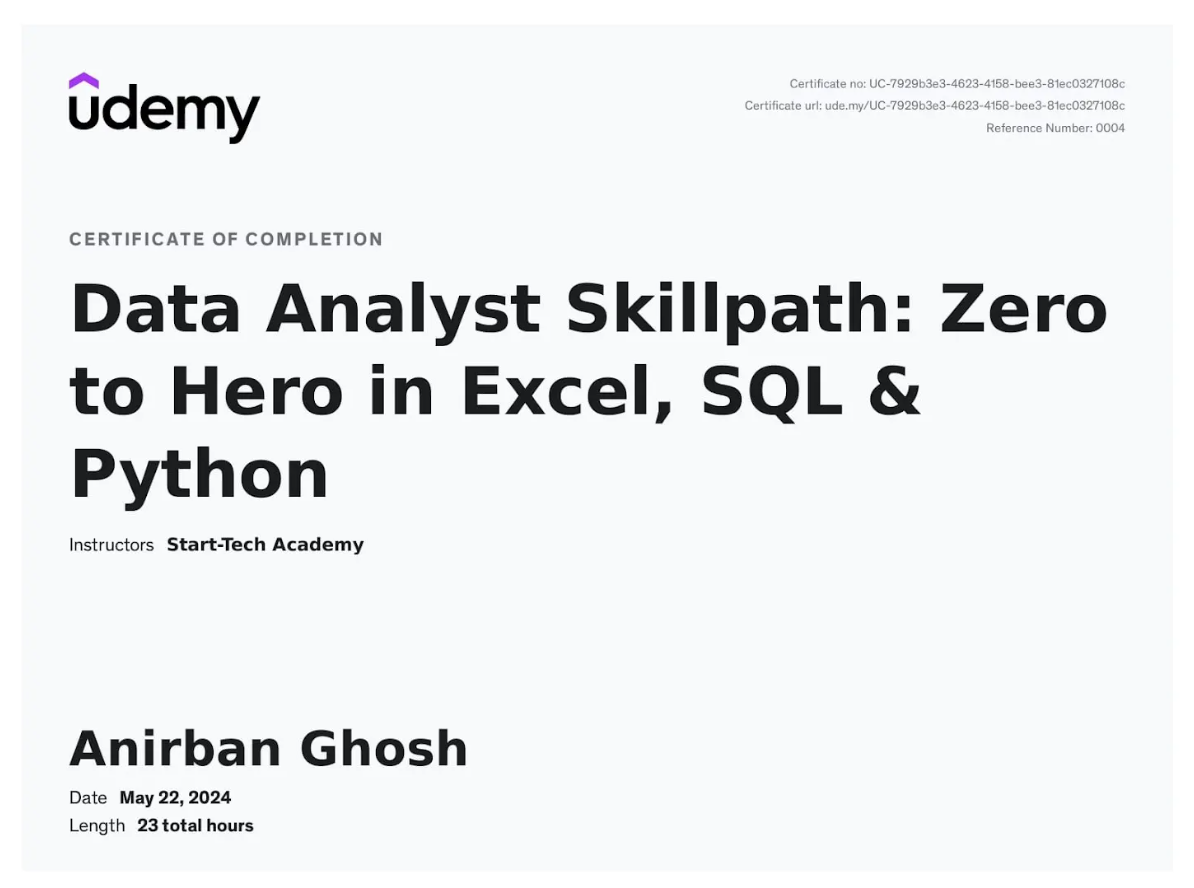 udemy
Certificate no: UC-7929b3e3-4623-4158-bee3-81ec0327108c
Certificate url: ude.my/UC-7929b3e3-4623-4158-bee3-81ec0327108c
Reference Number: 0004
CERTIFICATE OF COMPLETION
Data Analyst Skillpath: Zero
to Hero in Excel, SQL &
Python
Instructors Start-Tech Academy
Anirban Ghosh
Date May 22, 2024
Length 23 total hours